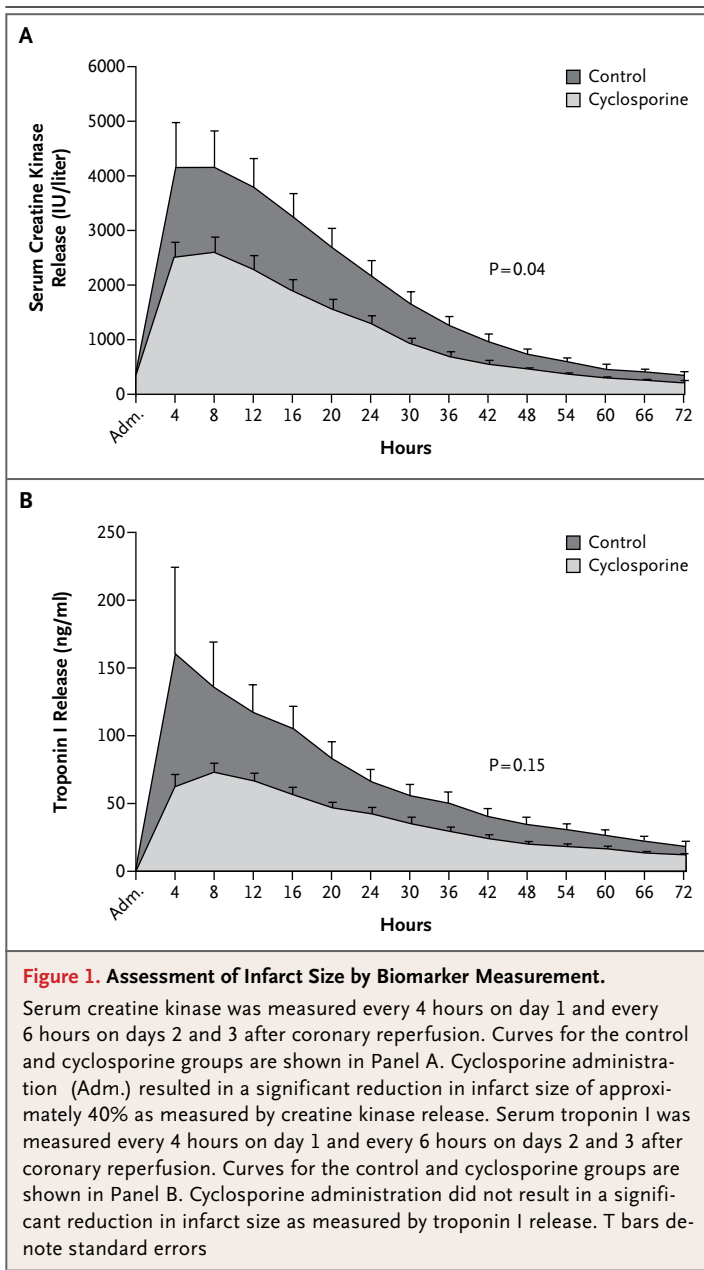 A
6000
5000
4000
3000
2000
1000
0
Serum Creatine Kinase
Release (IU/liter)
Control
Cyclosporine
P=0.04
Adm. 4 8 12 16 20 24 30 36 42 48 54 60 66 72
Hours
B
250
200
150
100
50
0
Troponin I Release (ng/ml)
Control
Cyclosporine
P=0.15
Adm. 4 8 12 16 20 24 30 36 42 48 54 60 66 72
Hours
Figure 1. Assessment of Infarct Size by Biomarker Measurement.
Serum creatine kinase was measured every 4 hours on day 1 and every
6 hours on days 2 and 3 after coronary reperfusion. Curves for the control
and cyclosporine groups are shown in Panel A. Cyclosporine administra-
tion (Adm.) resulted in a significant reduction in infarct size of approxi-
mately 40% as measured by creatine kinase release. Serum troponin I was
measured every 4 hours on day 1 and every 6 hours on days 2 and 3 after
coronary reperfusion. Curves for the control and cyclosporine groups are
shown in Panel B. Cyclosporine administration did not result in a signifi-
cant reduction in infarct size as measured by troponin I release. T bars de-
note standard errors